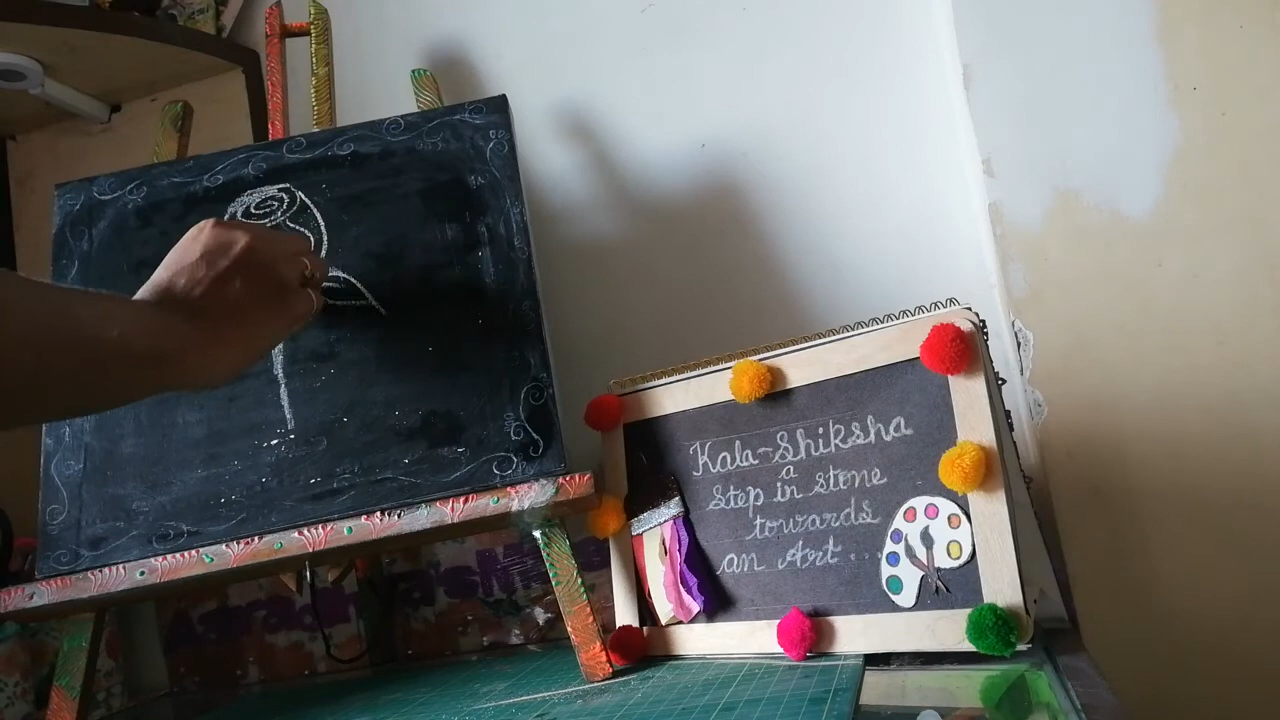 Kala-Shiksha
a
Step in stone
towards
an Art ...